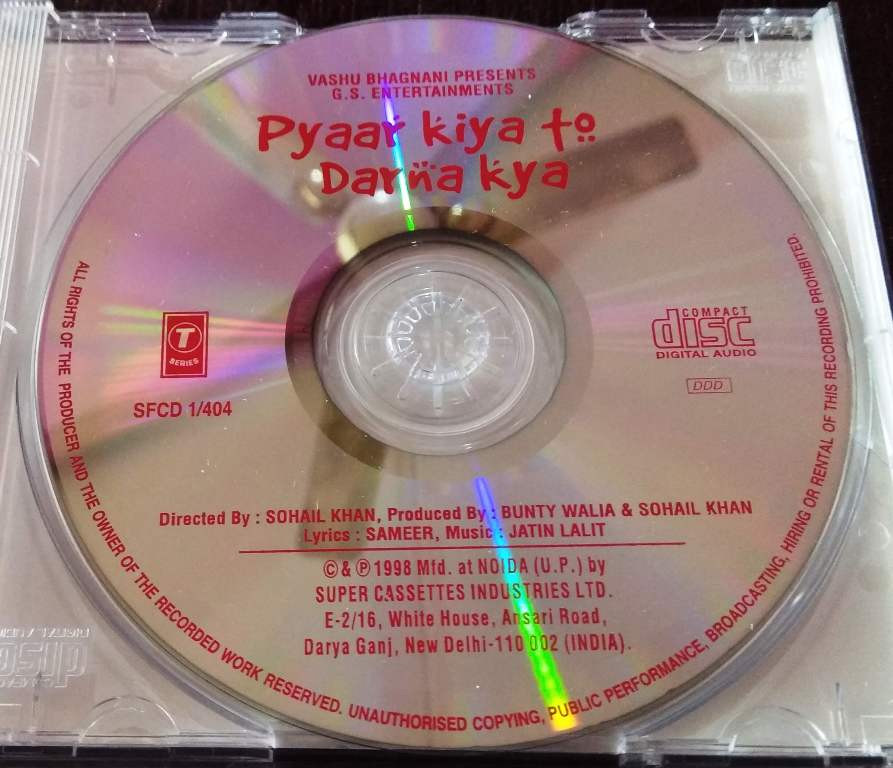 VASHU BHAGNANI PRESENTS
G.S. ENTERTAINMENTS
Pyaar kiya to
Darna kya
T
SERIES
SFCD 1/404
COMPACT
disc
DIGITAL AUDIO
DDD
Directed By : SOHAIL KHAN, Produced By : BUNTY WALIA & SOHAIL KHAN
Lyrics : SAMEER, Music : JATIN LALIT
© & ℗ 1998 Mfd. at NOIDA (U.P.) by
SUPER CASSETTES INDUSTRIES LTD.
E-2/16, White House, Ansari Road,
Darya Ganj, New Delhi-110 002 (INDIA).
ALL RIGHTS OF THE PRODUCER AND THE OWNER OF THE RECORDED WORK RESERVED. UNAUTHORISED COPYING, PUBLIC PERFORMANCE, BROADCASTING, HIRING OR RENTAL OF THIS RECORDING PROHIBITED.
disc